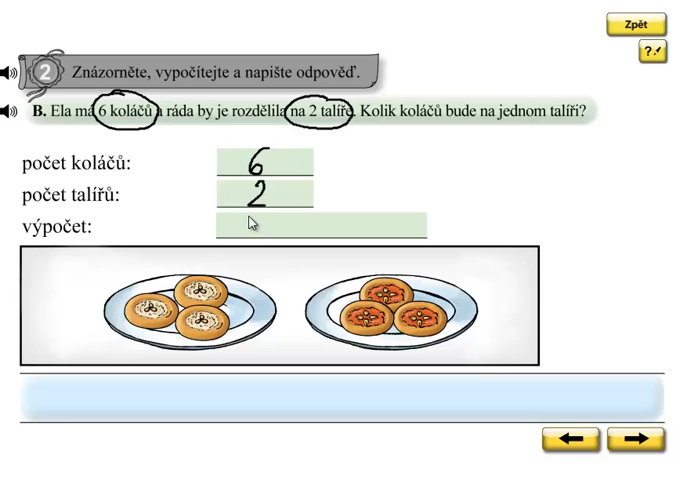 Zpět
?
2 Znázorněte, vypočítejte a napište odpověď.
B. Ela má 6 koláčů a ráda by je rozdělila na 2 talíře. Kolik koláčů bude na jednom talíři?
počet koláčů: 6
počet talířů: 2
výpočet: